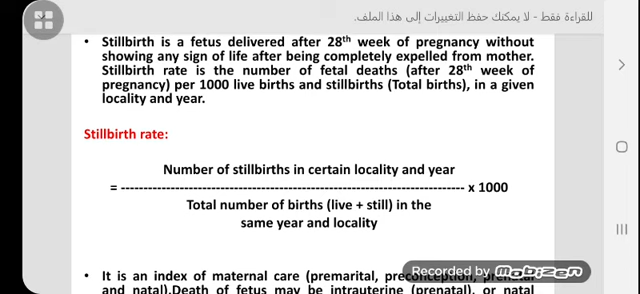 للقراءة فقط - لا يمكنك حفظ التغييرات إلى هذا الملف.
• Stillbirth is a fetus delivered after 28th week of pregnancy without
showing any sign of life after being completely expelled from mother.
Stillbirth rate is the number of fetal deaths (after 28th week of
pregnancy) per 1000 live births and stillbirths (Total births), in a given
locality and year.
Stillbirth rate:
Number of stillbirths in certain locality and year
= ------------------------------------------------------------------------------ x 1000
Total number of births (live + still) in the
same year and locality
• It is an index of maternal care (premarital, preconception, prenatal
Recorded by Mobizen
and natal).Death of fetus may be intrauterine (prenatal), or natal